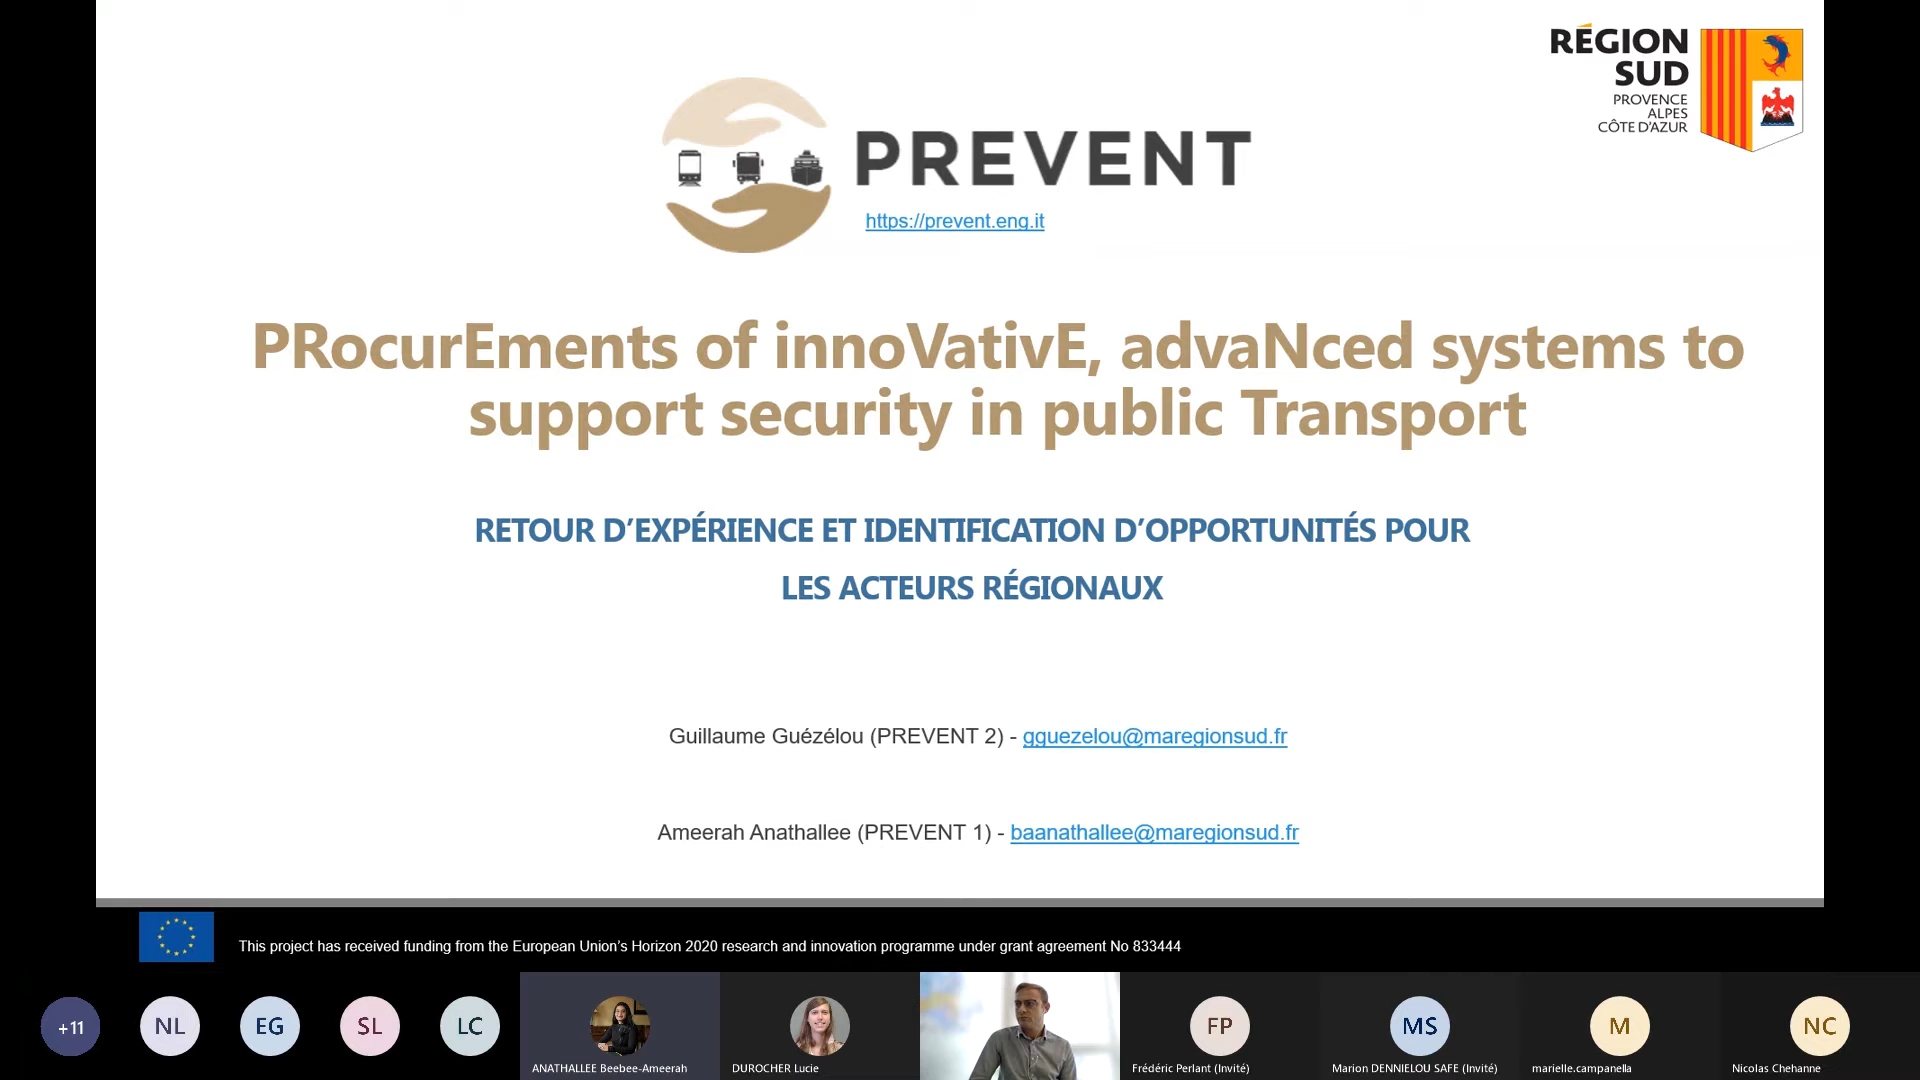 RÉGION
SUD
PROVENCE
ALPES
CÔTE D'AZUR
PREVENT
https://prevent.eng.it
PRocurEments of innoVativE, advaNced systems to
support security in public Transport
RETOUR D’EXPÉRIENCE ET IDENTIFICATION D’OPPORTUNITÉS POUR
LES ACTEURS RÉGIONAUX
Guillaume Guézélou (PREVENT 2) - gguezelou@maregionsud.fr
Ameerah Anathallee (PREVENT 1) - baanathallee@maregionsud.fr
This project has received funding from the European Union’s Horizon 2020 research and innovation programme under grant agreement No 833444
+11
NL
EG
SL
LC
ANATHALLEE Beebee-Ameerah
DUROCHER Lucie
FP
Frédéric Perlant (Invité)
MS
Marion DENNIELOU SAFE (Invité)
M
marielle.campanella
NC
Nicolas Chehanne